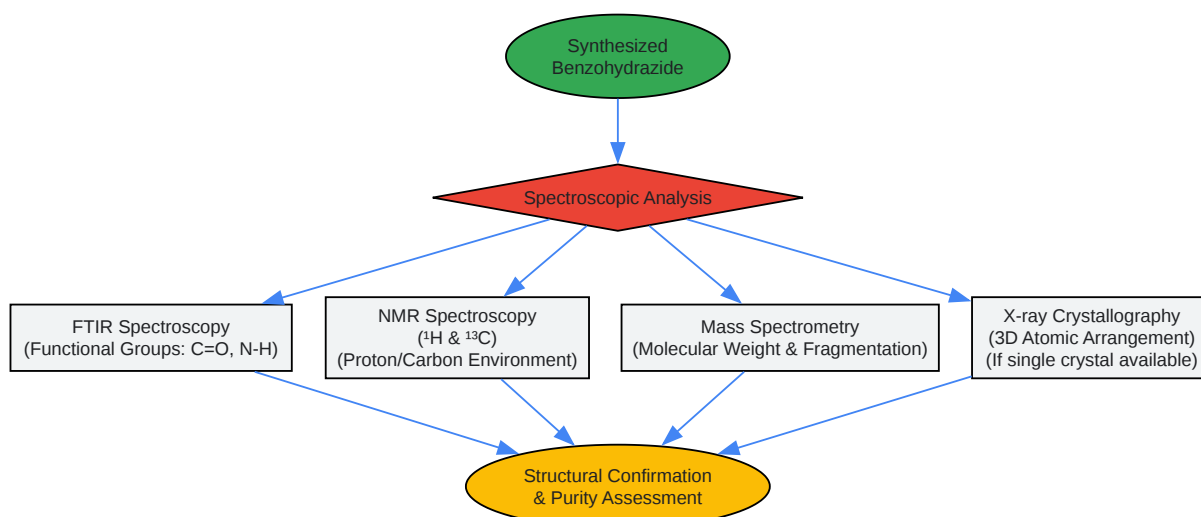 Synthesized
Benzohydrazide
Spectroscopic Analysis
FTIR Spectroscopy
(Functional Groups: C=O, N-H)
NMR Spectroscopy
(¹H & ¹³C)
(Proton/Carbon Environment)
Mass Spectrometry
(Molecular Weight & Fragmentation)
X-ray Crystallography
(3D Atomic Arrangement)
(If single crystal available)
Structural Confirmation
& Purity Assessment